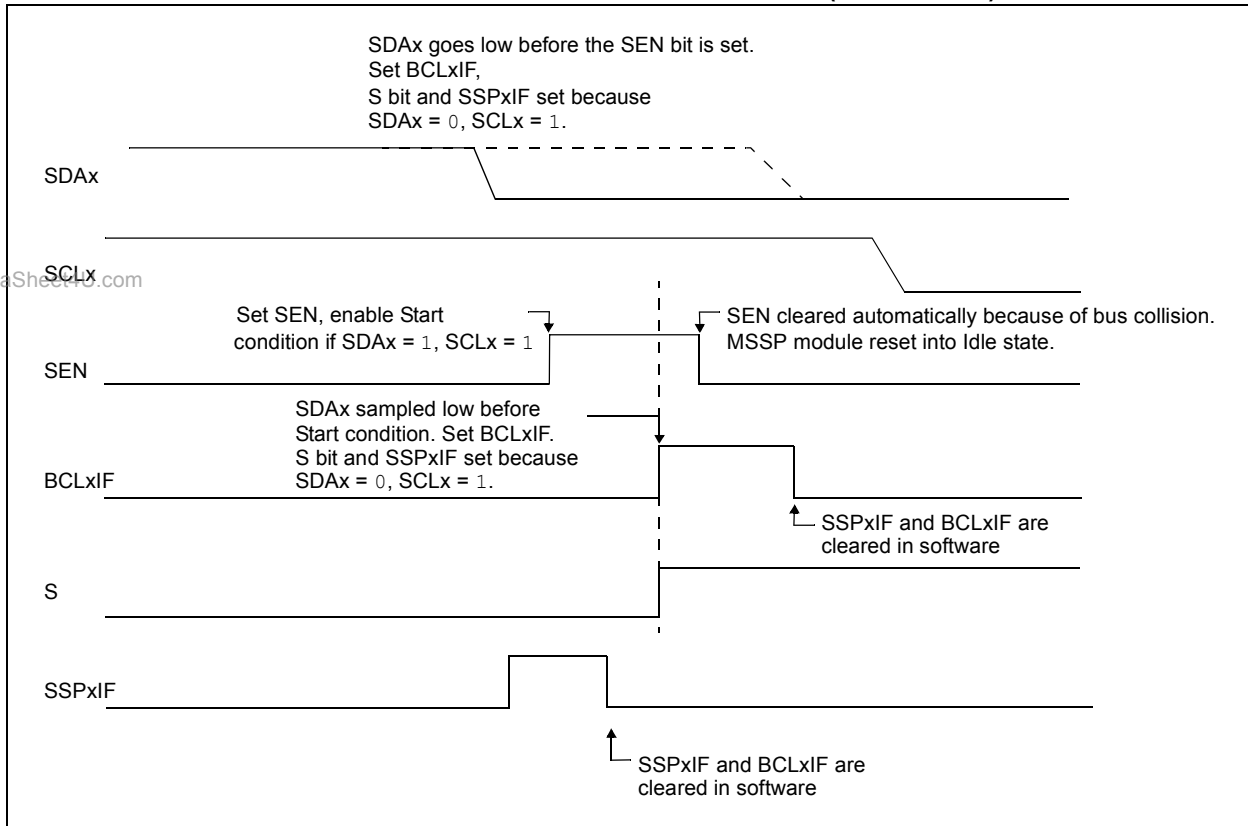 SDAx goes low before the SEN bit is set.
Set BCLxIF,
S bit and SSPxIF set because
SDAx = 0, SCLx = 1.
SDAx
SCLx
aSheet4U.com
Set SEN, enable Start
condition if SDAx = 1, SCLx = 1
SEN cleared automatically because of bus collision.
MSSP module reset into Idle state.
SEN
SDAx sampled low before
Start condition. Set BCLxIF.
S bit and SSPxIF set because
SDAx = 0, SCLx = 1.
BCLxIF
SSPxIF and BCLxIF are
cleared in software
S
SSPxIF
SSPxIF and BCLxIF are
cleared in software